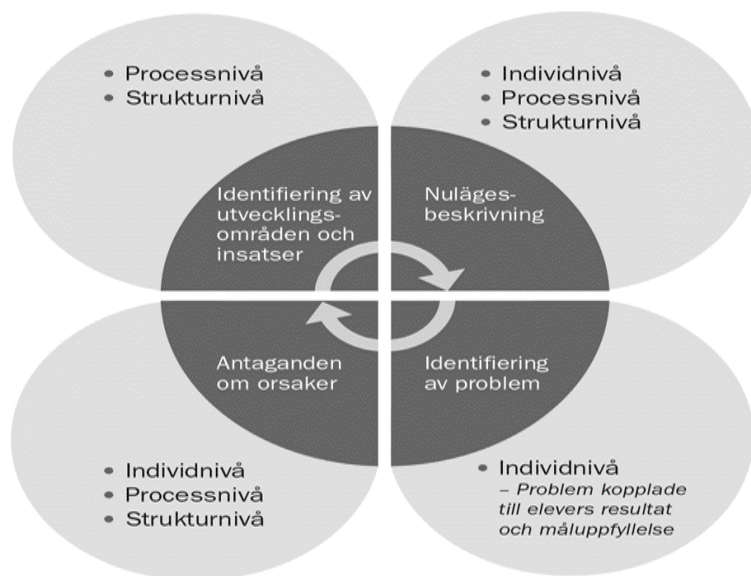 • Processnivå
• Strukturnivå
• Individnivå
• Processnivå
• Strukturnivå
Identifiering av
utvecklings-
områden och
insatser
Nuläges-
beskrivning
Antaganden
om orsaker
Identifiering
av problem
• Individnivå
• Processnivå
• Strukturnivå
• Individnivå
– Problem kopplade
till elevers resultat
och måluppfyllelse